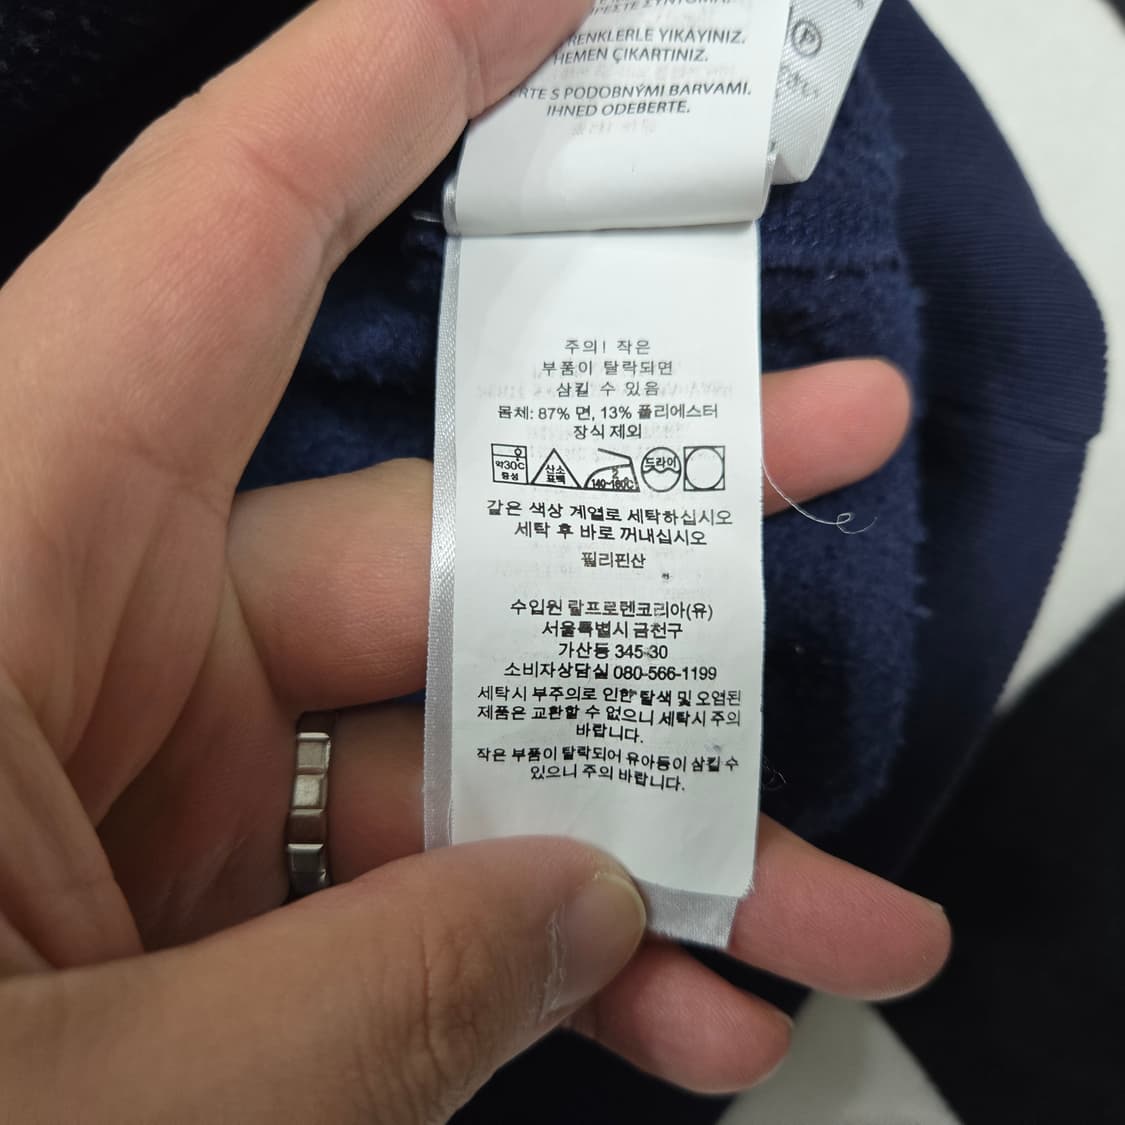 RENKLERLE YIKAYINIZ.
HEMEN ÇIKARTINIZ.
S PODOBNÝMI BARVAMI.
IHNED ODEBERTE.
P
주의! 작은
부품이 탈락되면
삼킬 수 있음
몸체: 87% 면, 13% 폴리에스터
장식 제외
약30℃
중성
산소
표백
2
140~160℃
드라이
같은 색상 계열로 세탁하십시오
세탁 후 바로 꺼내십시오
필리핀산
수입원 랄프로렌코리아(유)
서울특별시 금천구
가산동 345-30
소비자상담실 080-566-1199
세탁시 부주의로 인한 탈색 및 오염된
제품은 교환할 수 없으니 세탁시 주의
바랍니다.
작은 부품이 탈락되어 유아등이 삼킬 수
있으니 주의 바랍니다.